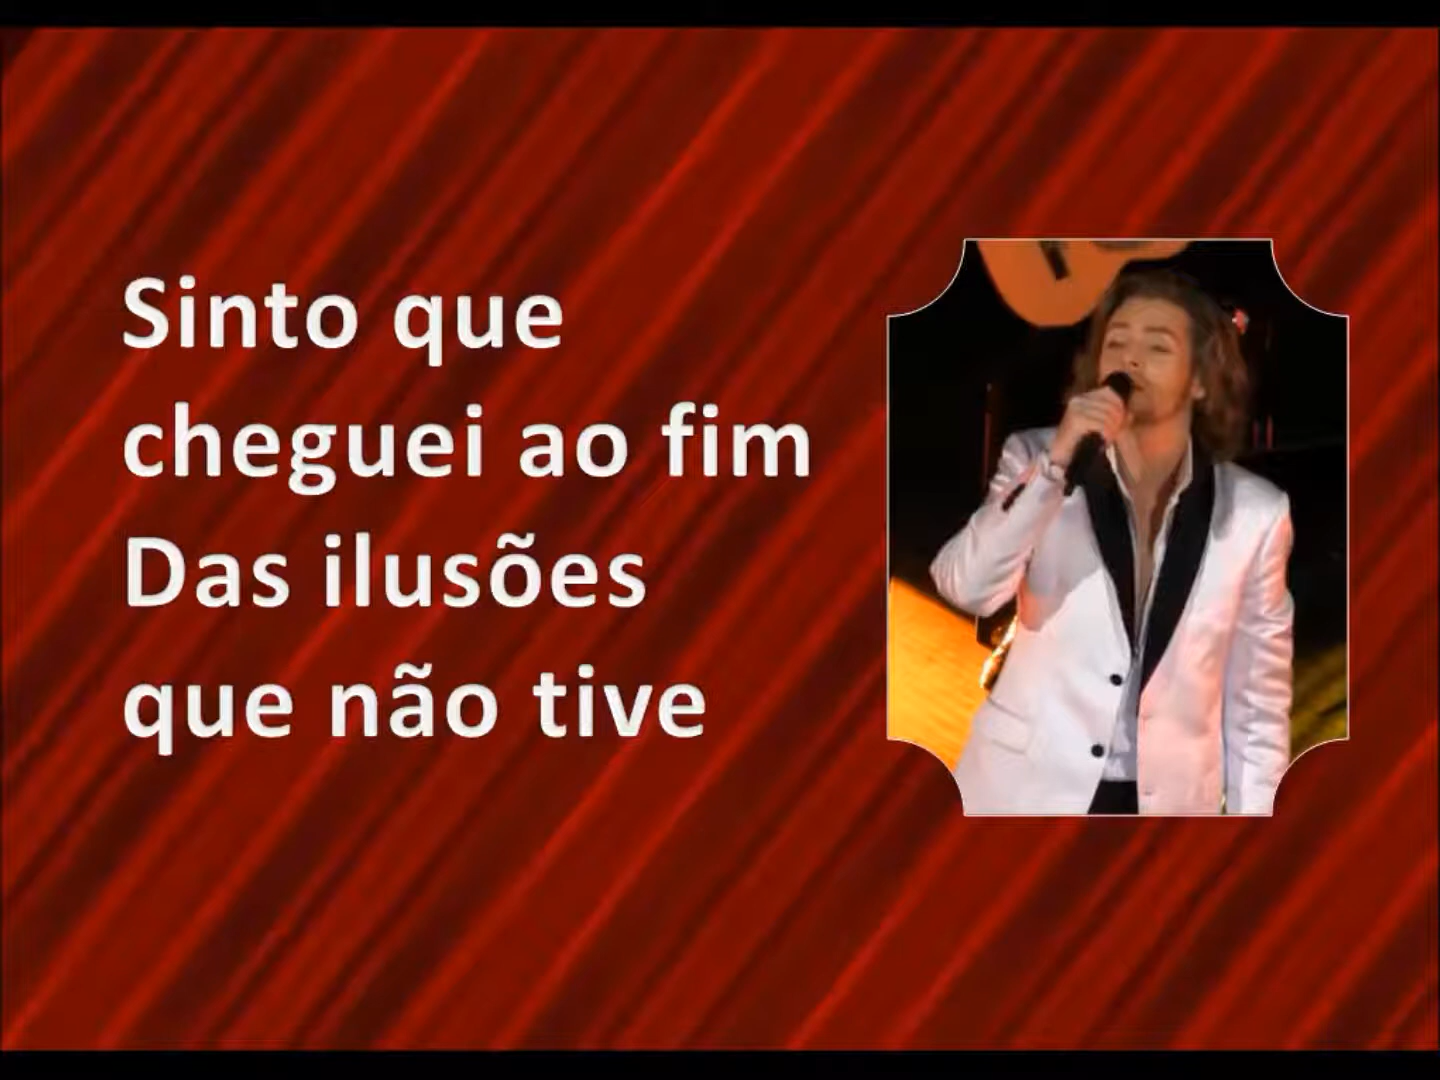 Sinto que
cheguei ao fim
Das ilusões
que não tive